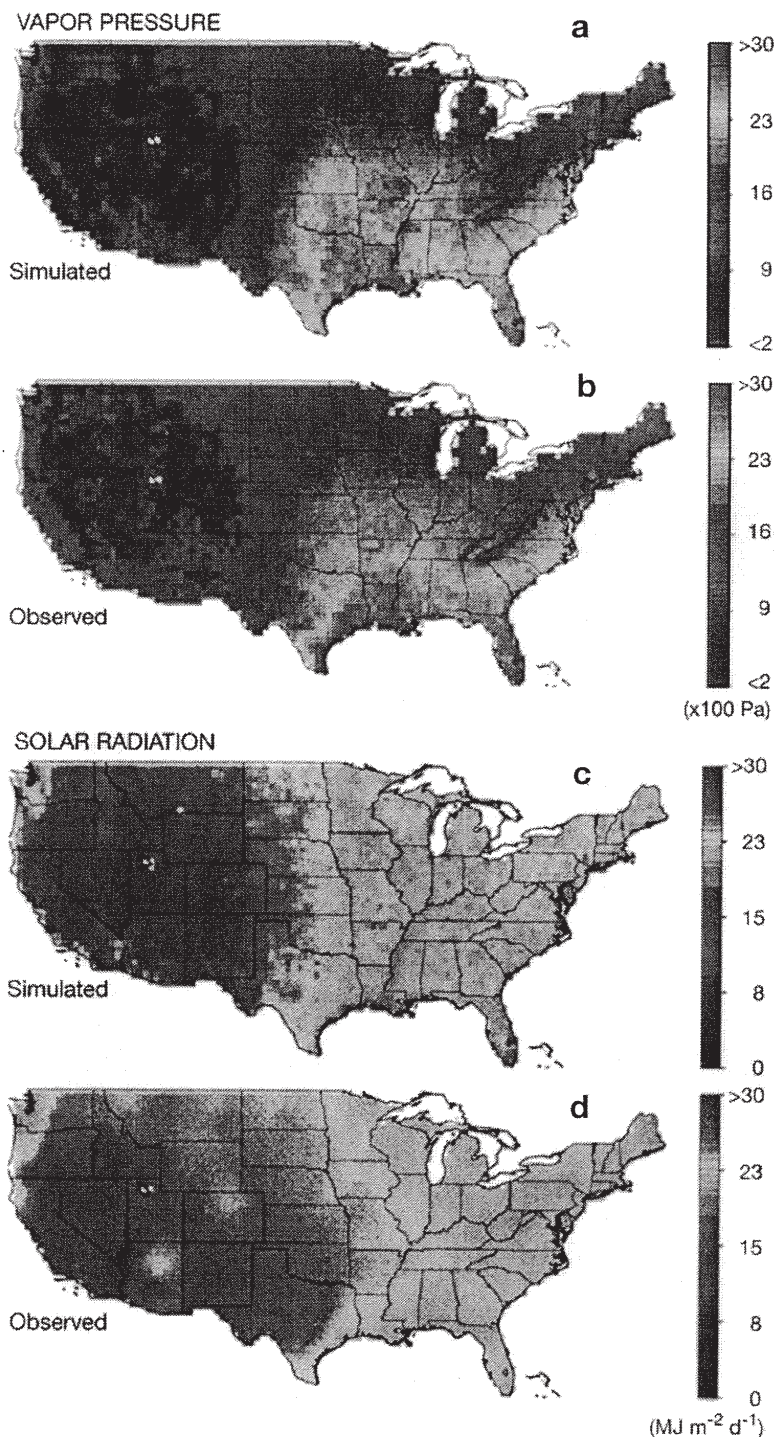 VAPOR PRESSURE
a
>30
23
16
9
<2
Simulated
b
>30
23
16
9
<2
(x100 Pa)
Observed
SOLAR RADIATION
c
>30
23
15
8
0
Simulated
d
>30
23
15
8
0
(MJ m⁻² d⁻¹)
Observed